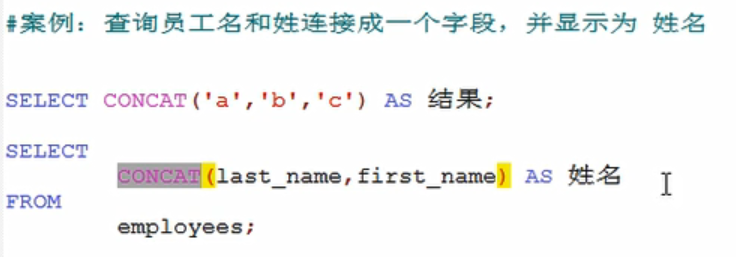 #案例：查询员工名和姓连接成一个字段，并显示为 姓名
SELECT CONCAT('a','b','c') AS 结果;
SELECT
CONCAT(last_name,first_name) AS 姓名
FROM
employees;